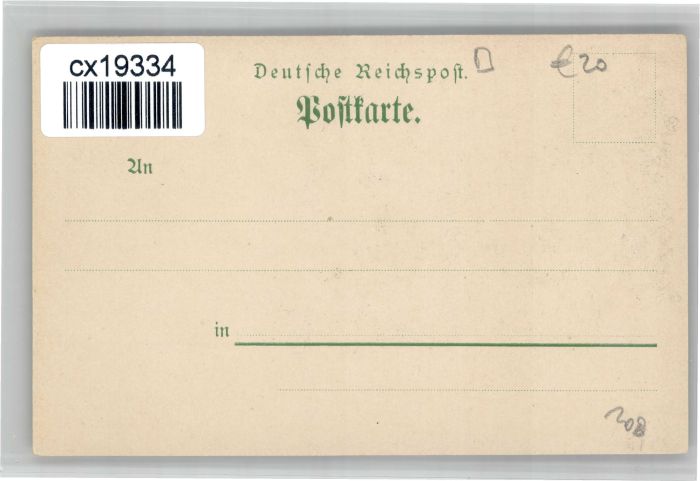 cx19334
Deutsche Reichspost.
€20
Postkarte.
An
in
208